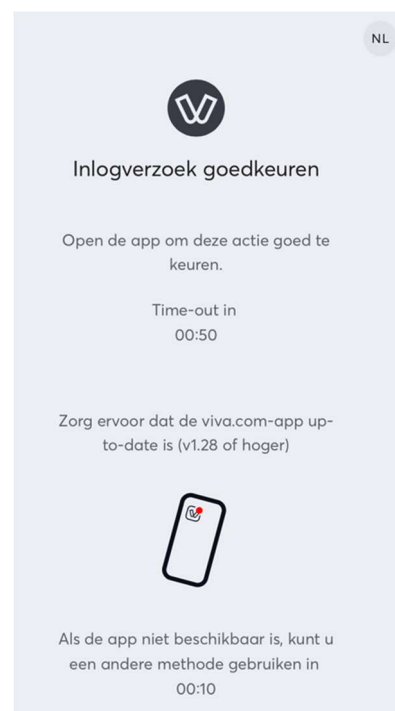 NL
Inlogverzoek goedkeuren
Open de app om deze actie goed te
keuren.
Time-out in
00:50
Zorg ervoor dat de viva.com-app up-
to-date is (v1.28 of hoger)
Als de app niet beschikbaar is, kunt u
een andere methode gebruiken in
00:10